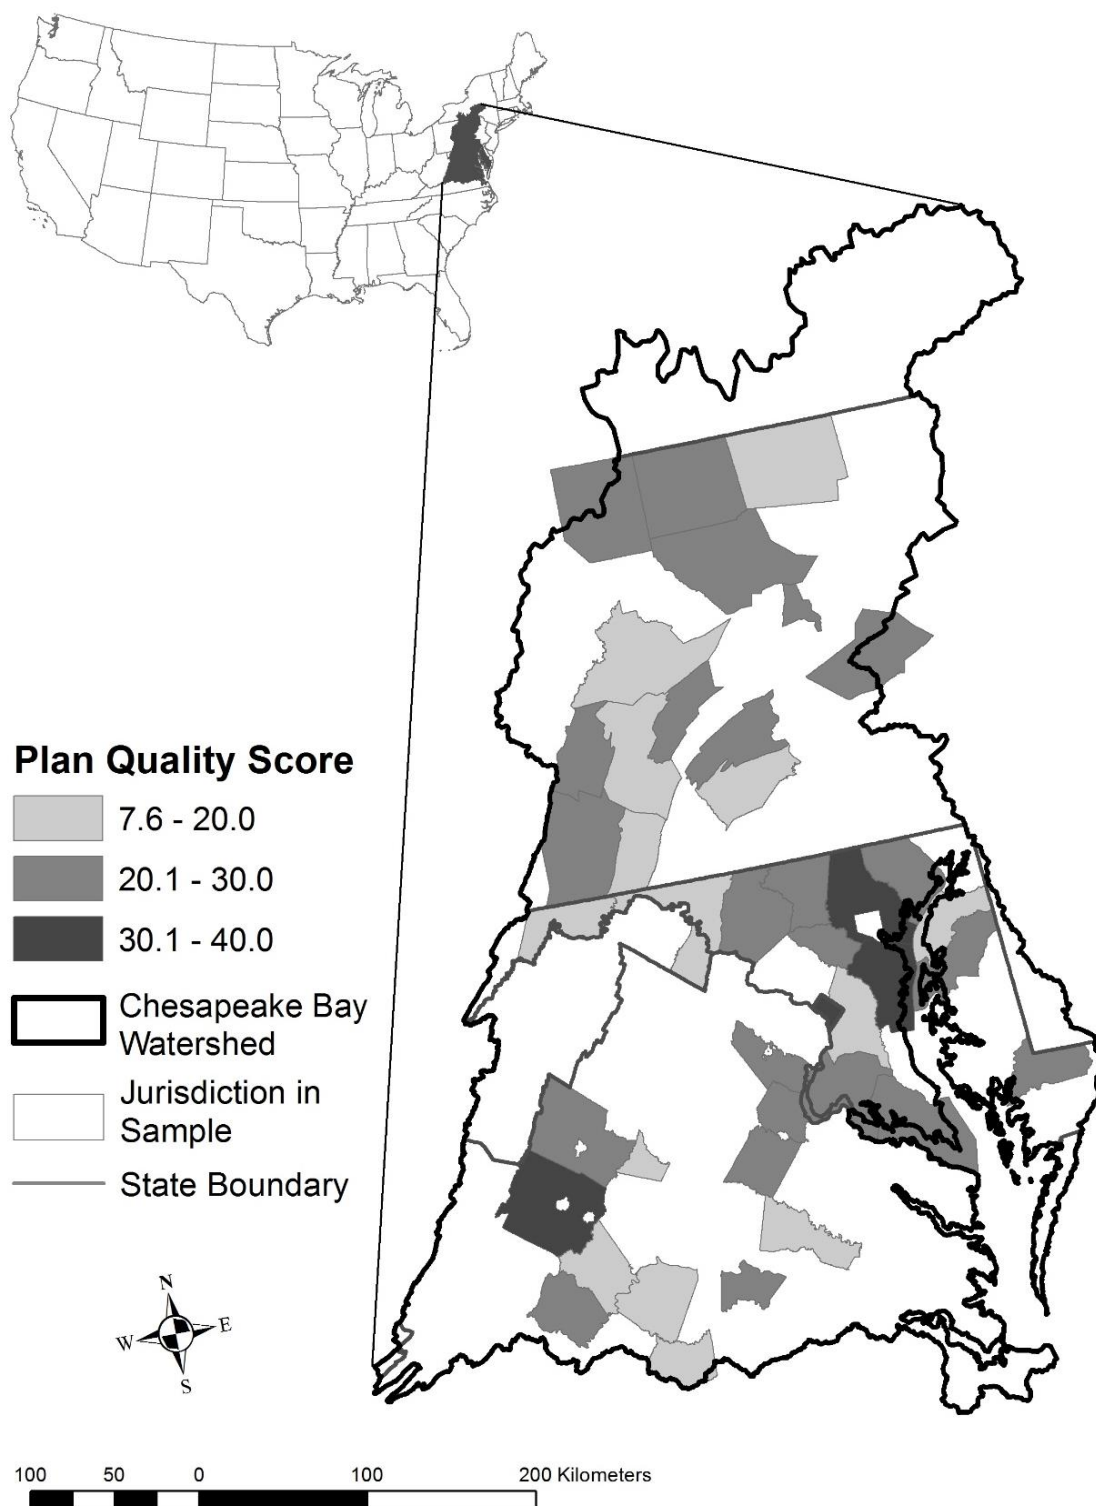 Plan Quality Score
7.6 - 20.0
20.1 - 30.0
30.1 - 40.0
Chesapeake Bay
Watershed
Jurisdiction in
Sample
State Boundary
N
W E
S
100 50 0 100 200 Kilometers